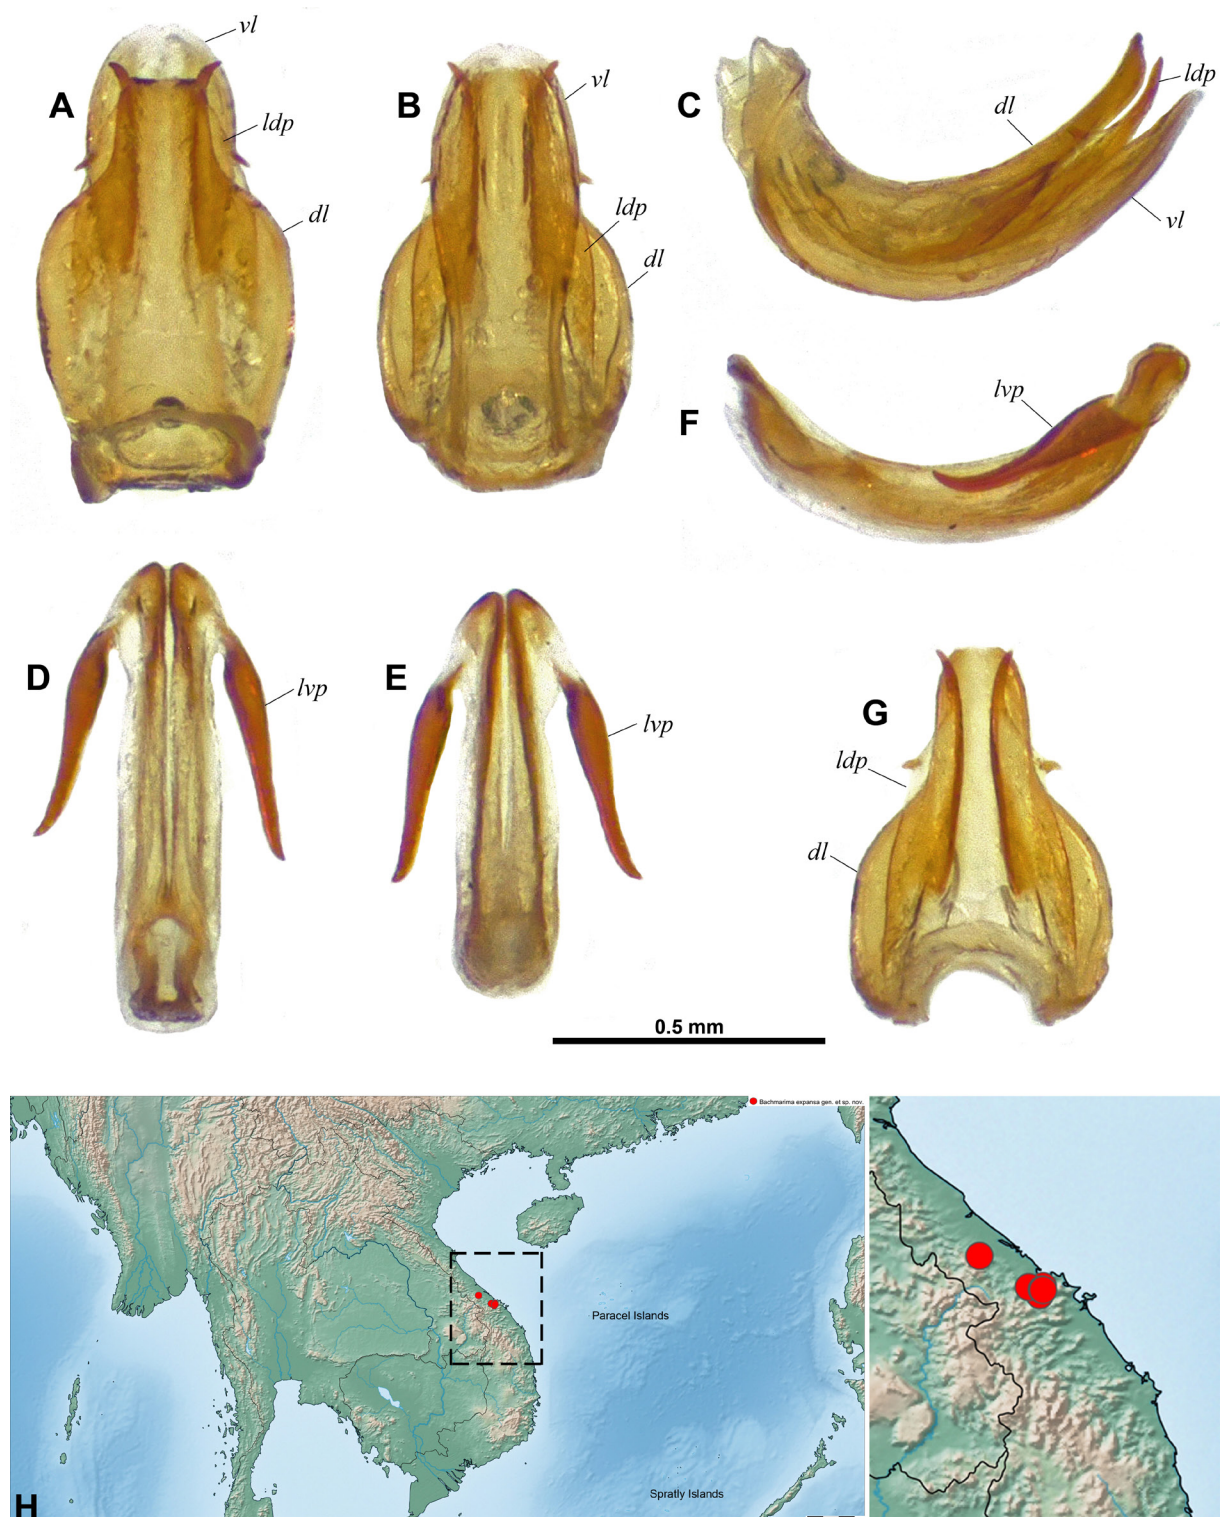 A
vl
ldp
dl
B
vl
ldp
dl
C
dl
ldp
vl
F
lvp
D
lvp
E
lvp
G
ldp
dl
0.5 mm
Bachmarima expansa gen. et sp. nov.
Paracel Islands
Spratly Islands
H